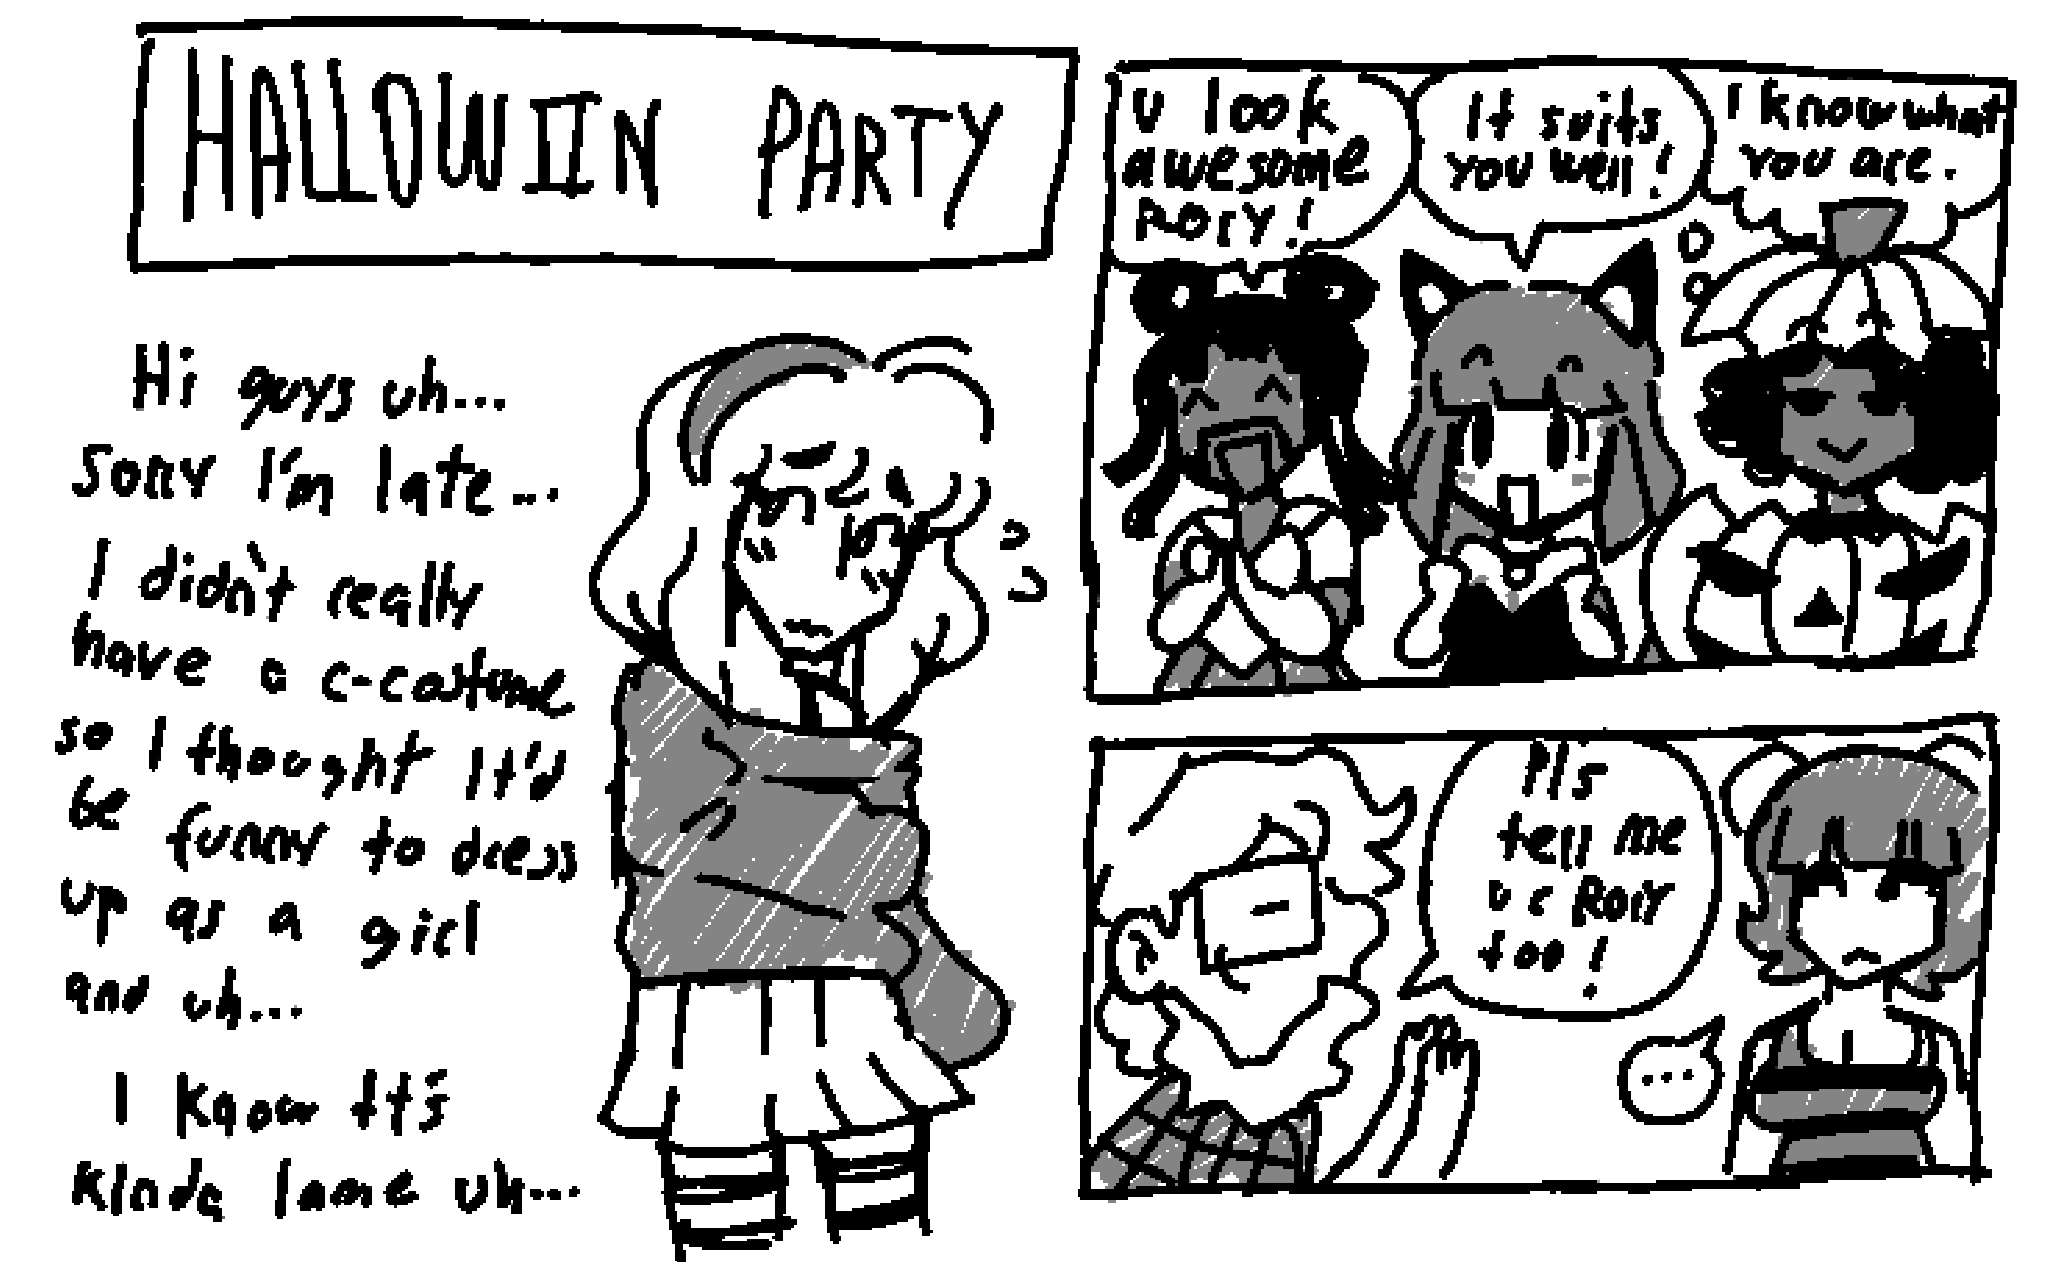 HALLOWIIN PARTY
Hi guys uh...
sorry I'm late...
I didn't really
have a c-costume
so I thought It'd
be funny to dress
up as a girl
and uh...
I know It's
kinda lame uh...
U look
awesome
Rory!
It suits
you well!
I know what
you are.
Pls
tell me
ur Rory
too!
...